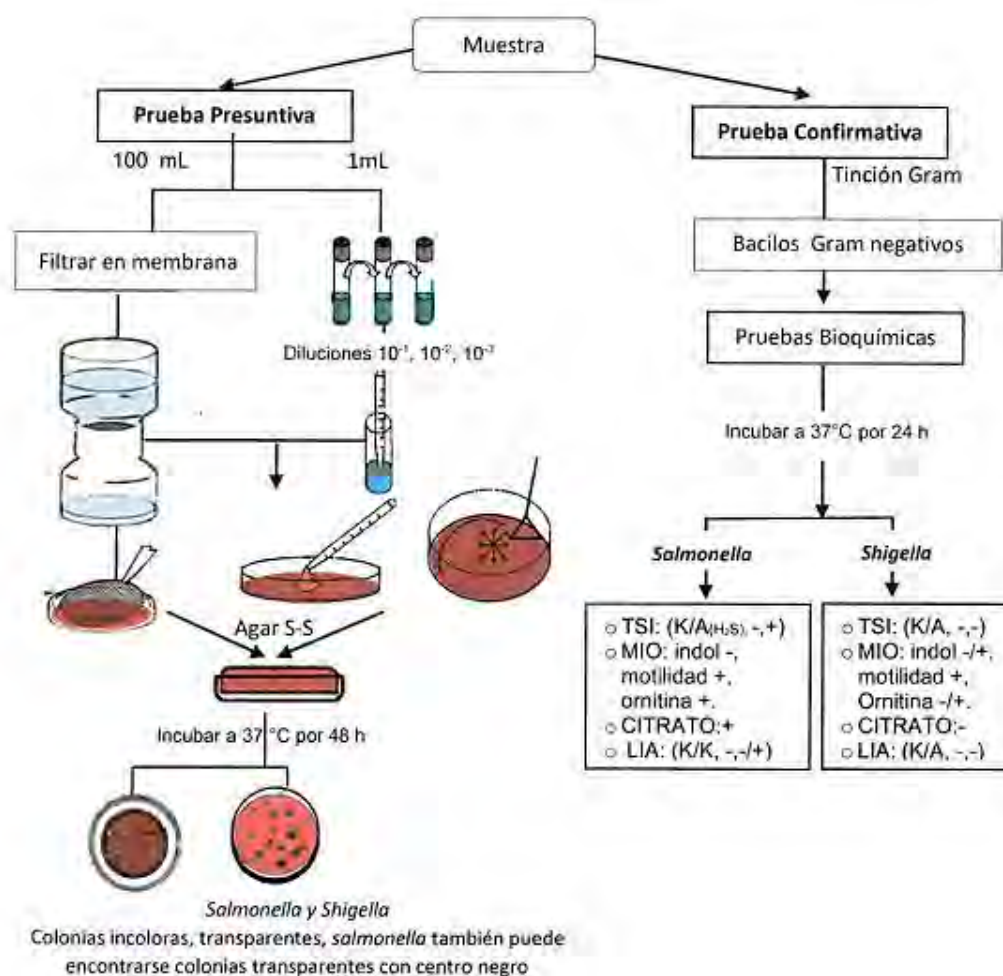 Muestra
Prueba Presuntiva
100 mL
1mL
Filtrar en membrana
Diluciones 10⁻¹, 10⁻², 10⁻³
Agar S-S
Incubar a 37 °C por 48 h
Salmonella y Shigella
Colonias incoloras, transparentes, salmonella también puede
encontrarse colonias transparentes con centro negro
Prueba Confirmativa
Tinción Gram
Bacilos Gram negativos
Pruebas Bioquímicas
Incubar a 37°C por 24 h
Salmonella
○ TSI: (K/A(H₂S), -,+)
○ MIO: indol -,
motilidad +,
ornitina +.
○ CITRATO:+
○ LIA: (K/K, -,-/+)
Shigella
○ TSI: (K/A, -,-)
○ MIO: indol -/+,
motilidad +,
Ornitina -/+.
○ CITRATO:-
○ LIA: (K/A, -,-)